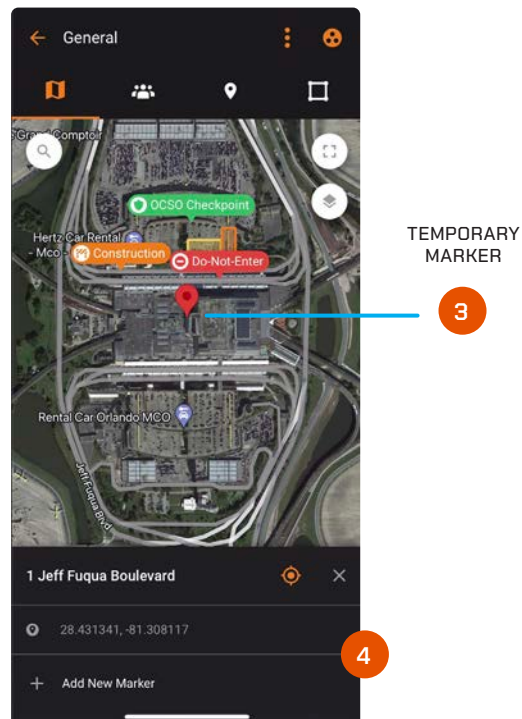 General
"Grand Comptoir
OCSO Checkpoint
Hertz Car Rental
- Mco -
Construction
Do-Not-Enter
TEMPORARY
MARKER
3
Rental Car Orlando MCO
Jeff Fuqua Blvd
1 Jeff Fuqua Boulevard
28.431341, -81.308117
4
Add New Marker